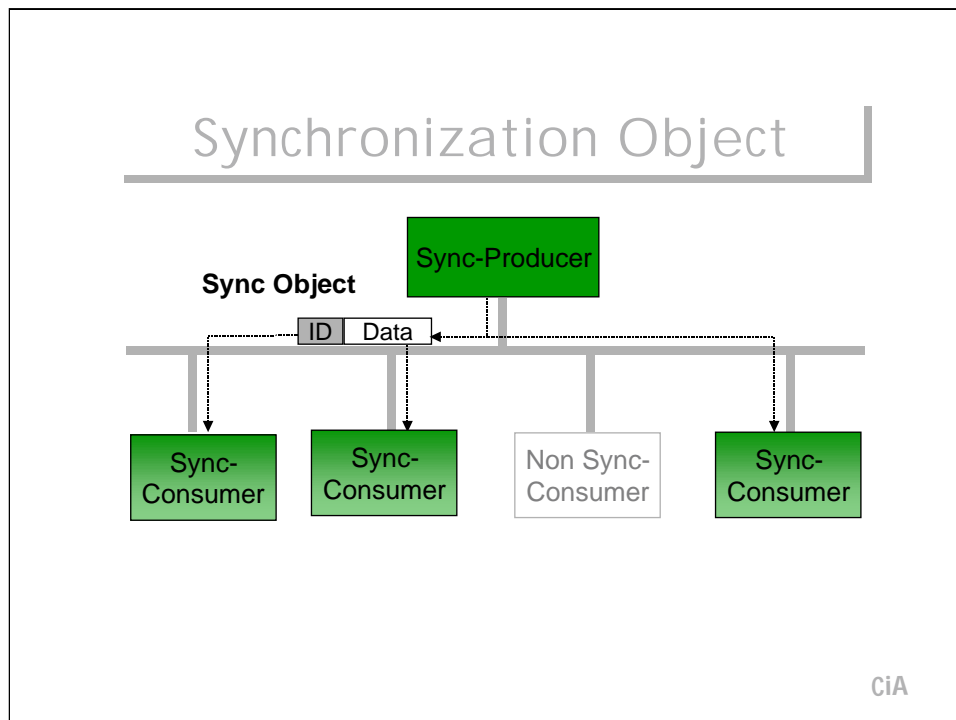 Synchronization Object
Sync-Producer
Sync Object
ID
Data
Sync-
Consumer
Sync-
Consumer
Non Sync-
Consumer
Sync-
Consumer
CiA